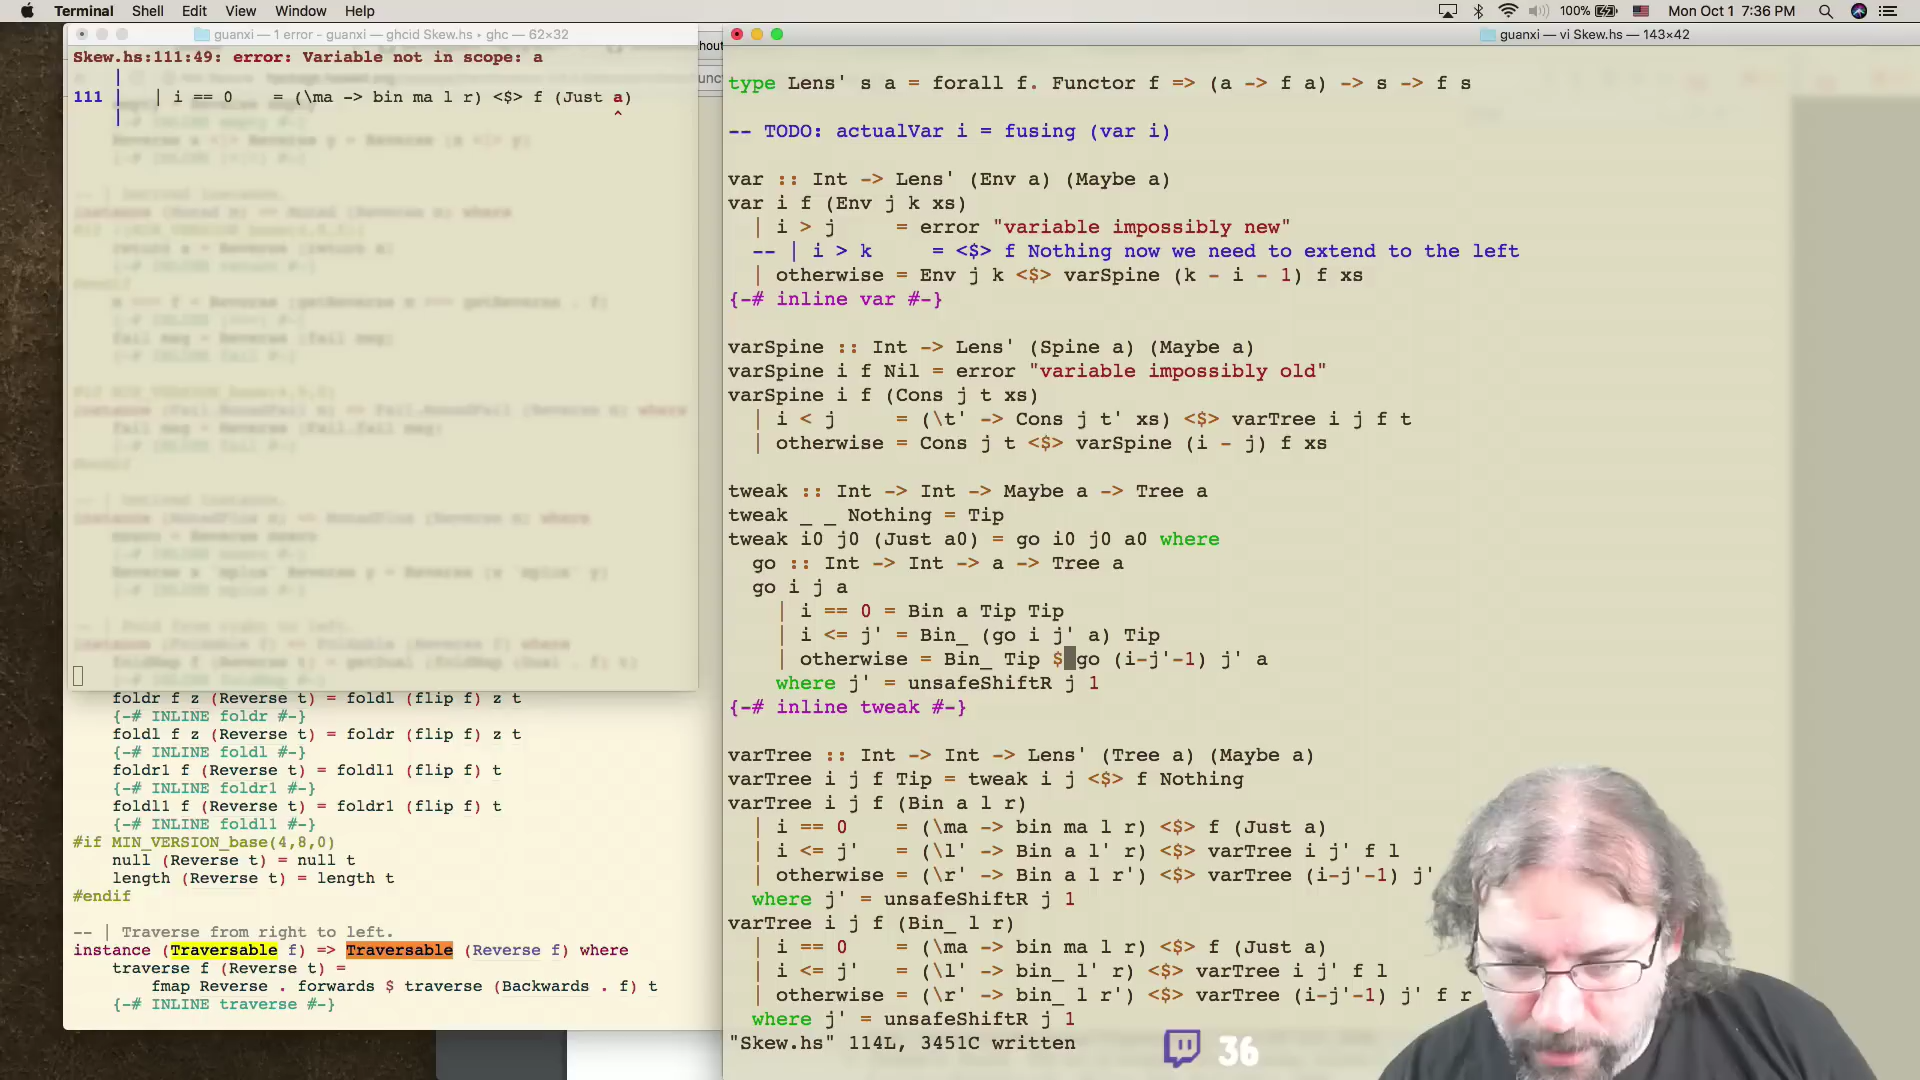 Terminal Shell Edit View Window Help
100% Mon Oct 1 7:36 PM
guanxi — 1 error - guanxi — ghcid Skew.hs • ghc — 62×32
Skew.hs:111:49: error: Variable not in scope: a
|
111 | | i == 0 = (\ma -> bin ma l r) <$> f (Just a)
| ^
foldr f z (Reverse t) = foldl (flip f) z t
{-# INLINE foldr #-}
foldl f z (Reverse t) = foldr (flip f) z t
{-# INLINE foldl #-}
foldr1 f (Reverse t) = foldl1 (flip f) t
{-# INLINE foldr1 #-}
foldl1 f (Reverse t) = foldr1 (flip f) t
{-# INLINE foldl1 #-}
#if MIN_VERSION_base(4,8,0)
null (Reverse t) = null t
length (Reverse t) = length t
#endif
-- | Traverse from right to left.
instance (Traversable f) => Traversable (Reverse f) where
traverse f (Reverse t) =
fmap Reverse . forwards $ traverse (Backwards . f) t
{-# INLINE traverse #-}
guanxi — vi Skew.hs — 143×42
type Lens' s a = forall f. Functor f => (a -> f a) -> s -> f s
-- TODO: actualVar i = fusing (var i)
var :: Int -> Lens' (Env a) (Maybe a)
var i f (Env j k xs)
| i > j = error "variable impossibly new"
-- | i > k = <$> f Nothing now we need to extend to the left
| otherwise = Env j k <$> varSpine (k - i - 1) f xs
{-# inline var #-}
varSpine :: Int -> Lens' (Spine a) (Maybe a)
varSpine i f Nil = error "variable impossibly old"
varSpine i f (Cons j t xs)
| i < j = (\t' -> Cons j t' xs) <$> varTree i j f t
| otherwise = Cons j t <$> varSpine (i - j) f xs
tweak :: Int -> Int -> Maybe a -> Tree a
tweak _ _ Nothing = Tip
tweak i0 j0 (Just a0) = go i0 j0 a0 where
go :: Int -> Int -> a -> Tree a
go i j a
| i == 0 = Bin a Tip Tip
| i <= j' = Bin_ (go i j' a) Tip
| otherwise = Bin_ Tip $ go (i-j'-1) j' a
where j' = unsafeShiftR j 1
{-# inline tweak #-}
varTree :: Int -> Int -> Lens' (Tree a) (Maybe a)
varTree i j f Tip = tweak i j <$> f Nothing
varTree i j f (Bin a l r)
| i == 0 = (\ma -> bin ma l r) <$> f (Just a)
| i <= j' = (\l' -> Bin a l' r) <$> varTree i j' f l
| otherwise = (\r' -> Bin a l r') <$> varTree (i-j'-1) j'
where j' = unsafeShiftR j 1
varTree i j f (Bin_ l r)
| i == 0 = (\ma -> bin ma l r) <$> f (Just a)
| i <= j' = (\l' -> bin_ l' r) <$> varTree i j' f l
| otherwise = (\r' -> bin_ l r') <$> varTree (i-j'-1) j' f r
where j' = unsafeShiftR j 1
"Skew.hs" 114L, 3451C written
36